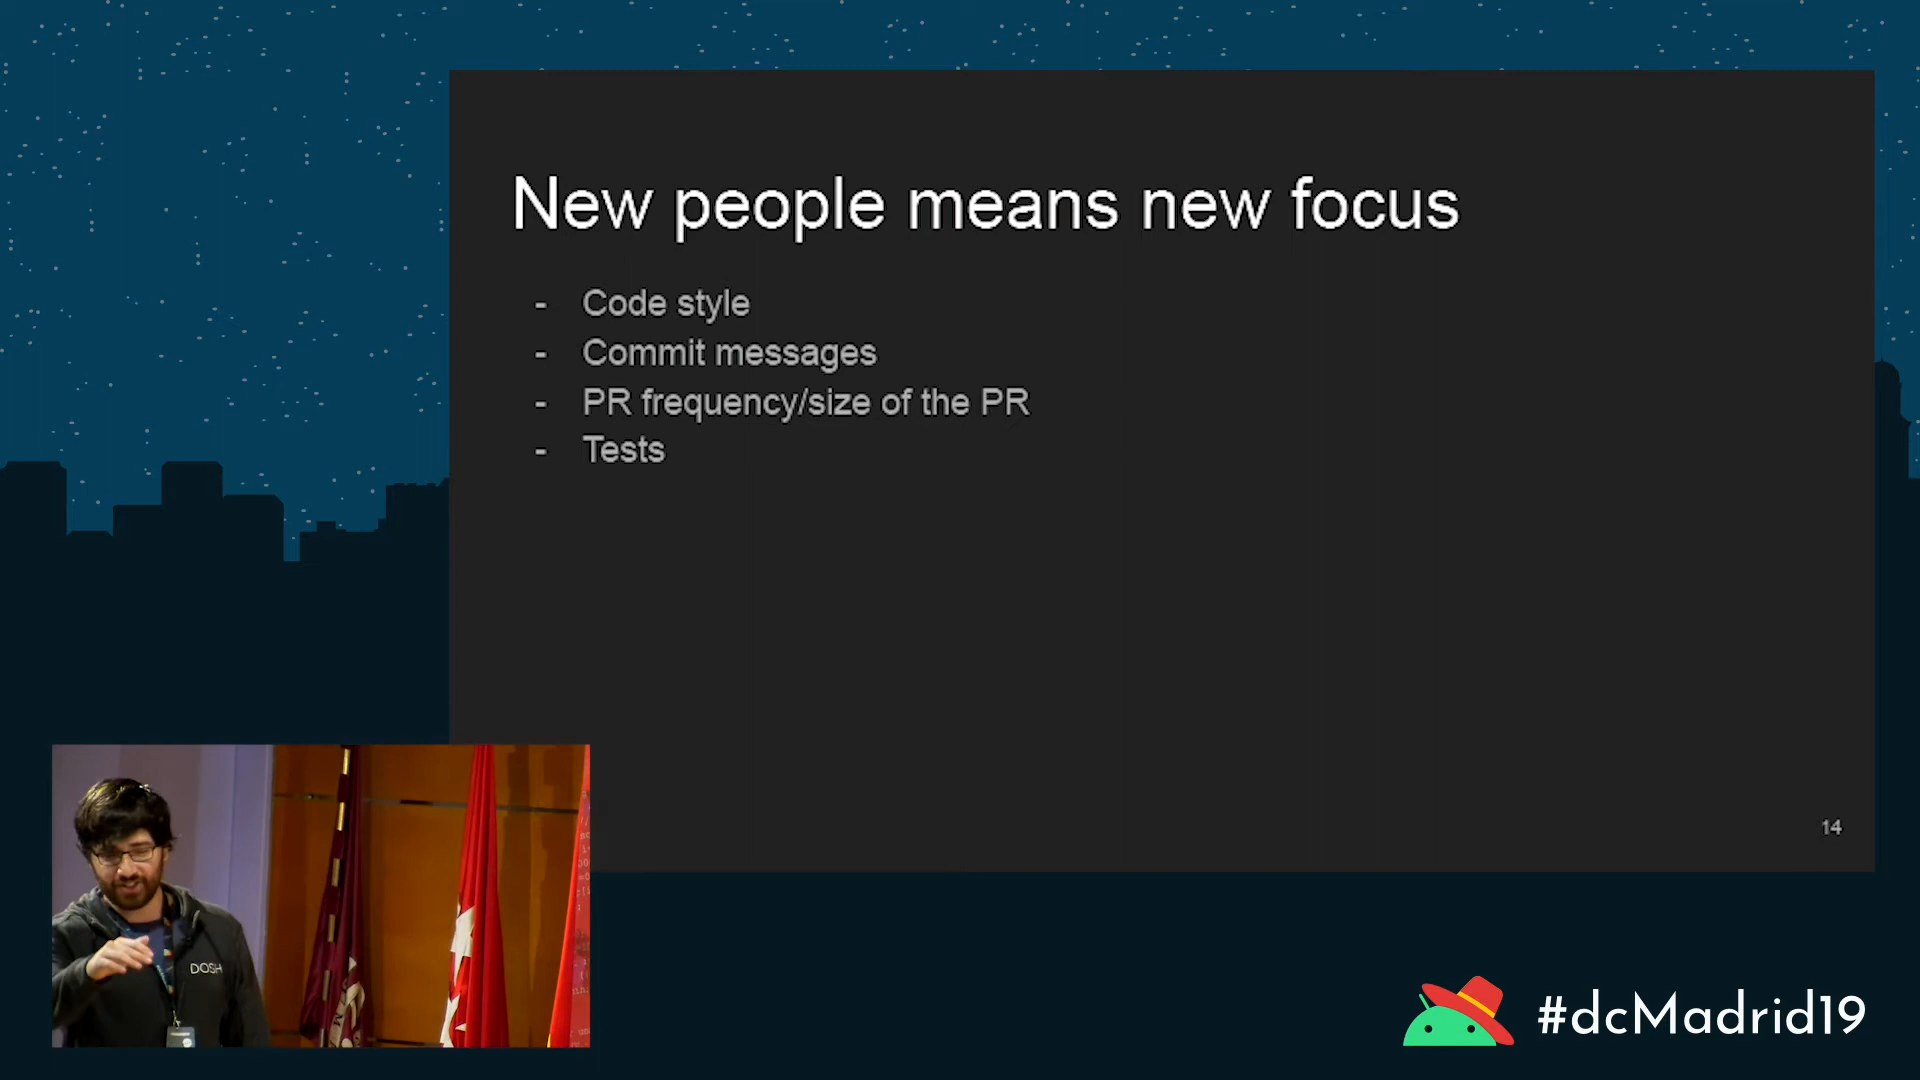 New people means new focus
- Code style
- Commit messages
- PR frequency/size of the PR
- Tests
14
DOSH
#dcMadrid19